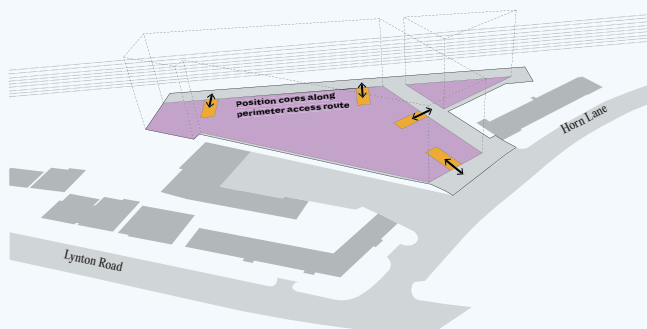 Position cores along
perimeter access route
Horn Lane
Lynton Road